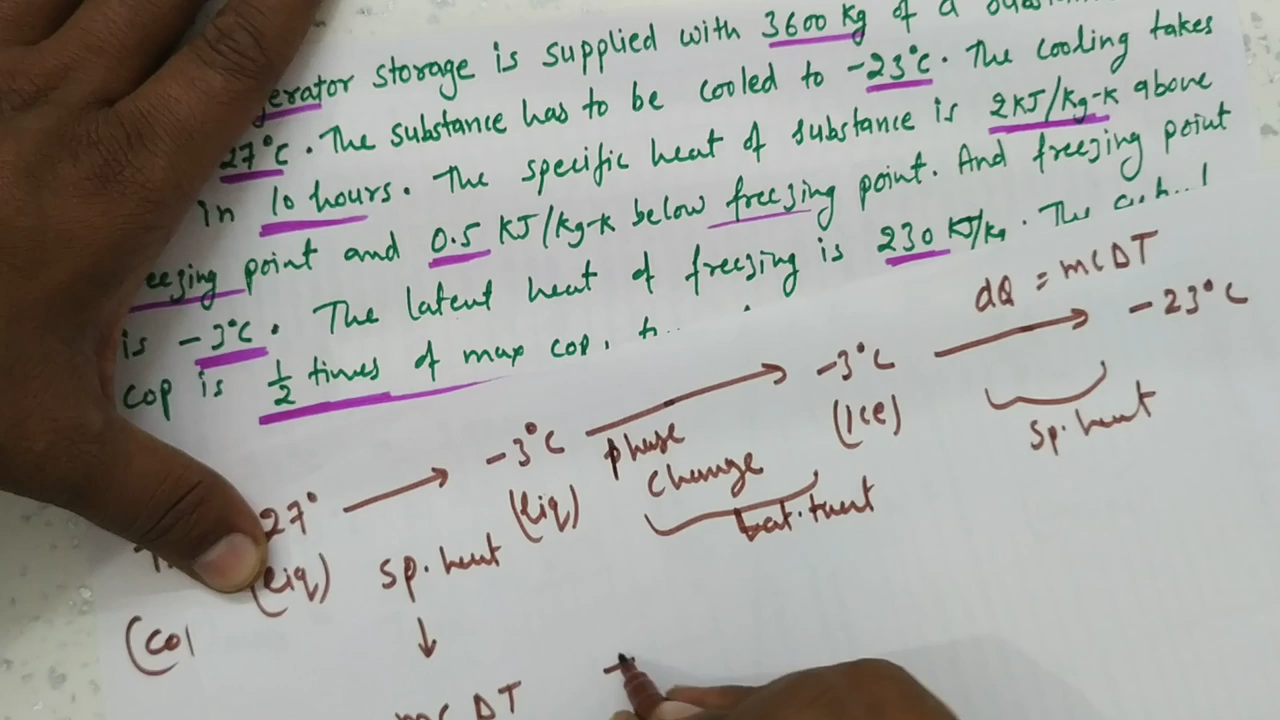 gerator storage is supplied with 3600 kg of a
27°C. The substance has to be cooled to -23°C. The cooling takes
in 10 hours. The specific heat of substance is 2KJ/kg-K above
eezing point and 0.5 KJ/kg-K below freezing point. And freezing point
is -3°C. The latent heat of freezing is 230 KJ/kg. The
COP is 1/2 times of max COP.
27° (liq) → -3°C (liq) → -3°C (Ice) → -23°C
dQ = mCΔT
sp. heat
phase change
Lat. heat
sp. heat
(Col
↓
mC ΔT